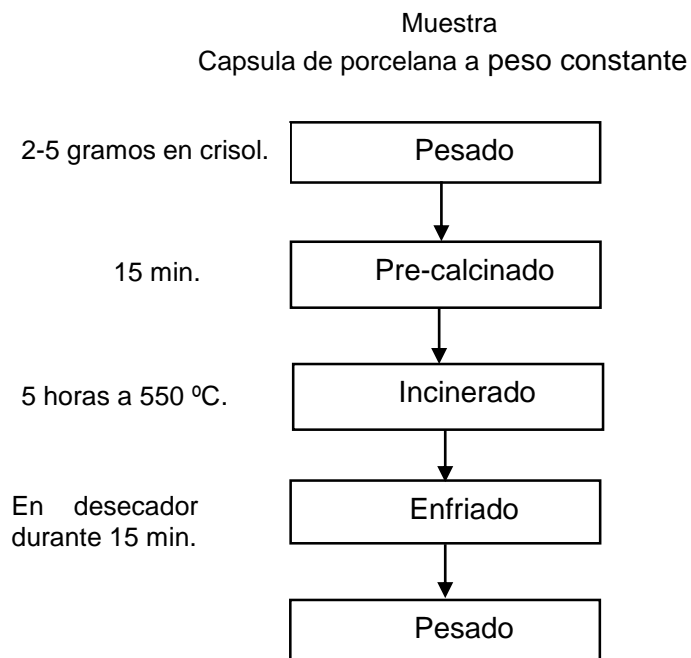 Muestra
Capsula de porcelana a peso constante
2-5 gramos en crisol.
Pesado
15 min.
Pre-calcinado
5 horas a 550 ºC.
Incinerado
En desecador
durante 15 min.
Enfriado
Pesado